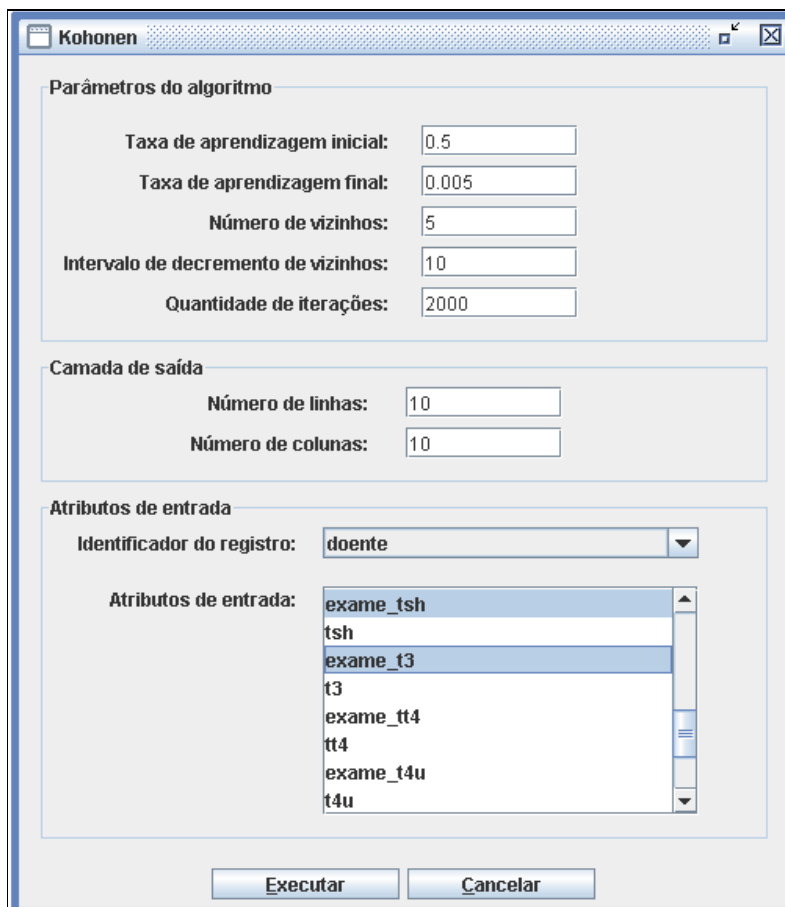 Kohonen
Parâmetros do algoritmo
Taxa de aprendizagem inicial: 0.5
Taxa de aprendizagem final: 0.005
Número de vizinhos: 5
Intervalo de decremento de vizinhos: 10
Quantidade de iterações: 2000
Camada de saída
Número de linhas: 10
Número de colunas: 10
Atributos de entrada
Identificador do registro: doente
Atributos de entrada: exame_tsh
tsh
exame_t3
t3
exame_tt4
tt4
exame_t4u
t4u
Executar Cancelar